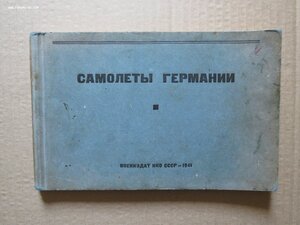 САМОЛЕТЫ ГЕРМАНИИ
ВОЕНИЗДАТ НКО СССР — 1941